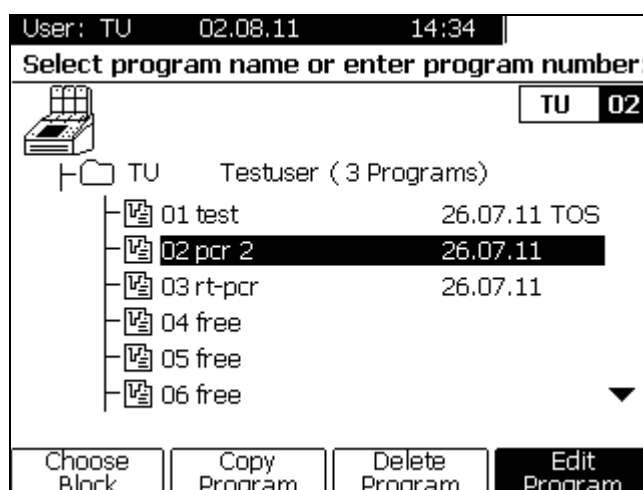 User: TU 02.08.11 14:34
Select program name or enter program number:
TU 02
TU Testuser (3 Programs)
01 test 26.07.11 TOS
02 pcr 2 26.07.11
03 rt-pcr 26.07.11
04 free
05 free
06 free
Choose Copy Delete Edit
Block Program Program Program